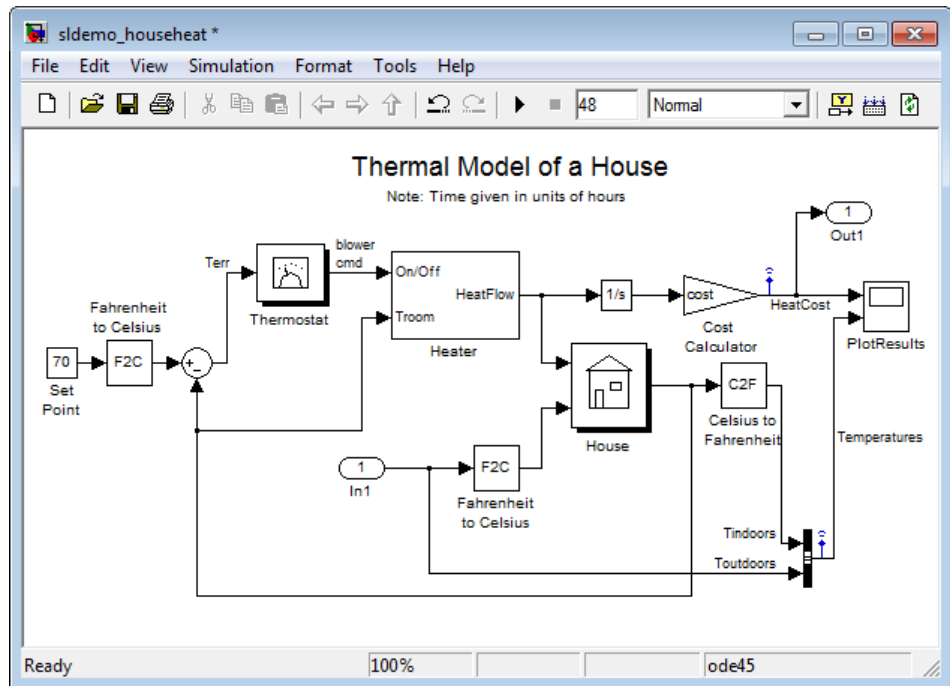 sldemo_househeat *
File Edit View Simulation Format Tools Help
48 Normal
Thermal Model of a House
Note: Time given in units of hours
1
Out1
Terr
blower
cmd
On/Off
HeatFlow
Troom
Heater
Thermostat
1/s
cost
Cost
Calculator
HeatCost
PlotResults
Fahrenheit
to Celsius
70
F2C
+
-
Set
Point
House
C2F
Celsius to
Fahrenheit
Temperatures
1
In1
F2C
Fahrenheit
to Celsius
Tindoors
Toutdoors
Ready 100% ode45